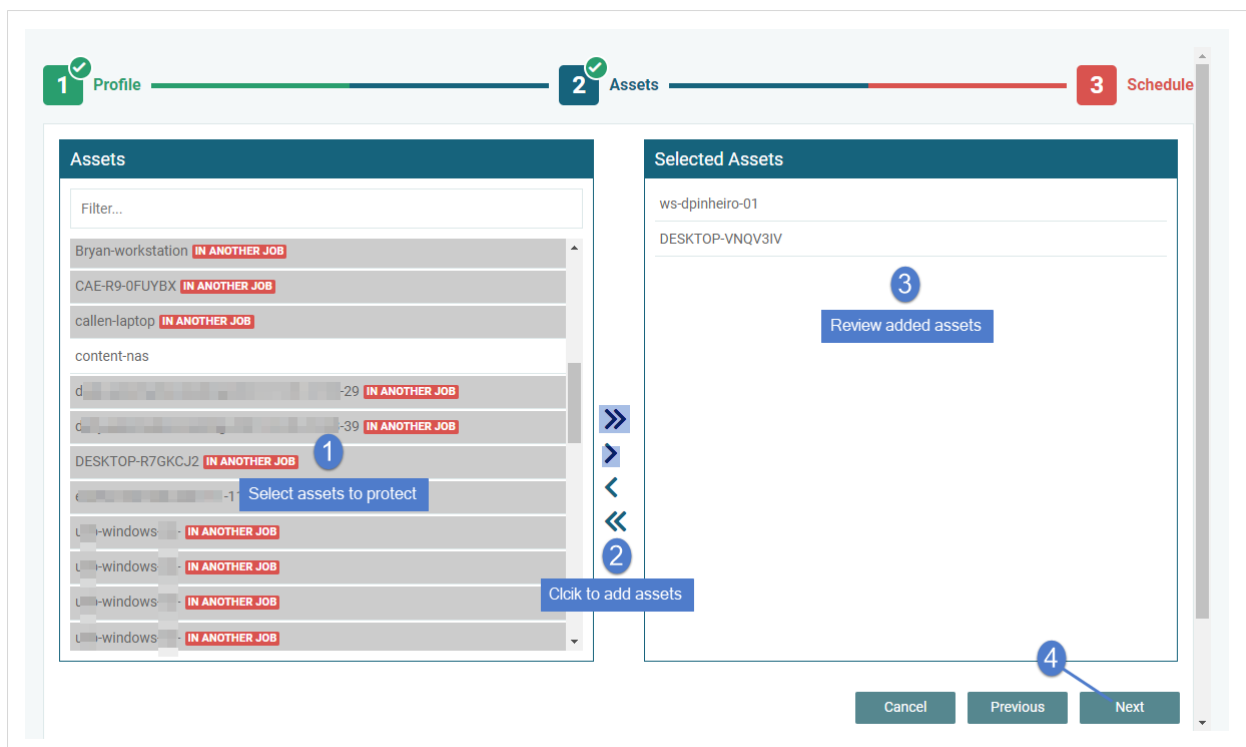 1 Profile 2 Assets 3 Schedule
Assets
Filter...
Bryan-workstation IN ANOTHER JOB
CAE-R9-0FUYBX IN ANOTHER JOB
callen-laptop IN ANOTHER JOB
content-nas
-29 IN ANOTHER JOB
-39 IN ANOTHER JOB
DESKTOP-R7GKCJ2 IN ANOTHER JOB
1
Select assets to protect
-windows - IN ANOTHER JOB
-windows - IN ANOTHER JOB
-windows - IN ANOTHER JOB
-windows - IN ANOTHER JOB
2
Clcik to add assets
Selected Assets
ws-dpinheiro-01
DESKTOP-VNQV3IV
3
Review added assets
4
Cancel Previous Next